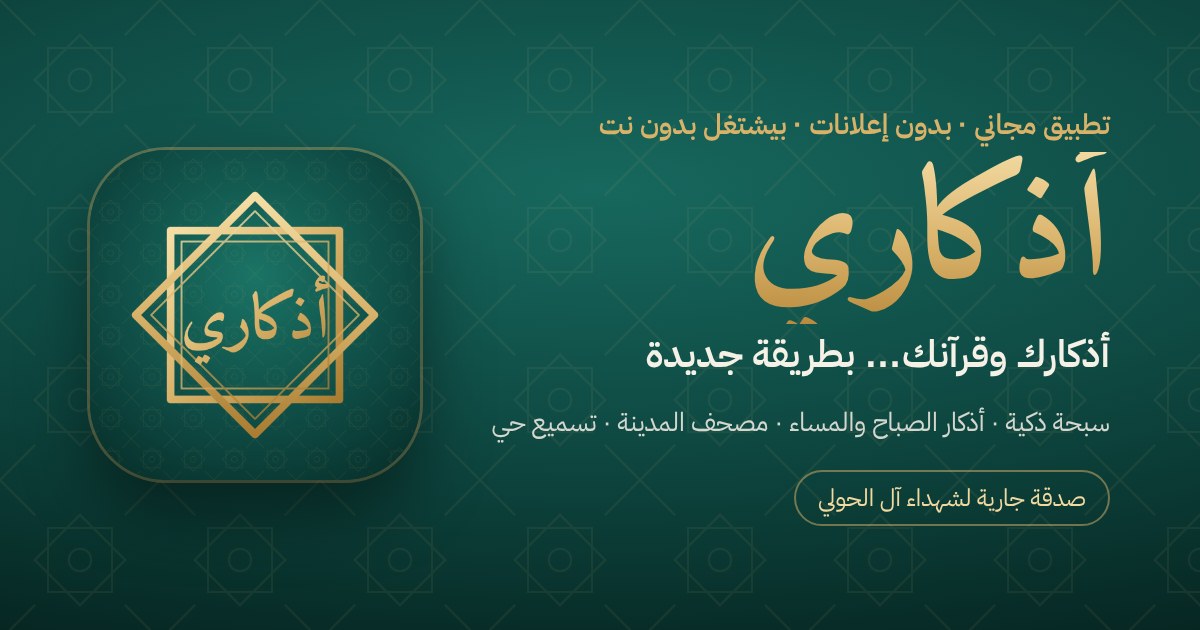 تطبيق مجاني · بدون إعلانات · بيشتغل بدون نت
أذكاري
أذكارك وقرآنك... بطريقة جديدة
سبحة ذكية · أذكار الصباح والمساء · مصحف المدينة · تسميع حي
صدقة جارية لشهداء آل الحولي
أذكاري